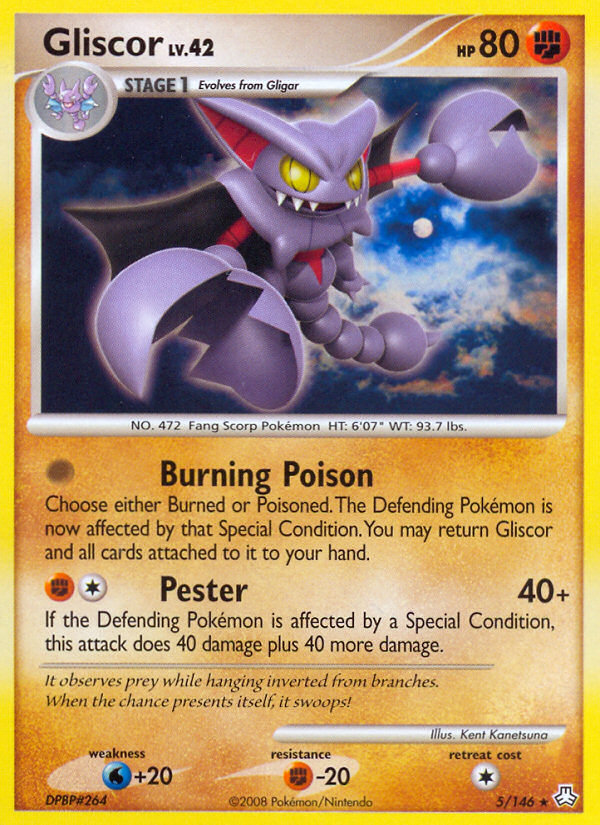 Gliscor LV.42 HP 80
STAGE 1 Evolves from Gligar
NO. 472 Fang Scorp Pokémon HT: 6'07" WT: 93.7 lbs.
Burning Poison
Choose either Burned or Poisoned. The Defending Pokémon is
now affected by that Special Condition. You may return Gliscor
and all cards attached to it to your hand.
Pester 40+
If the Defending Pokémon is affected by a Special Condition,
this attack does 40 damage plus 40 more damage.
It observes prey while hanging inverted from branches.
When the chance presents itself, it swoops!
Illus. Kent Kanetsuna
weakness resistance retreat cost
+20 -20
DPBP#264 ©2008 Pokémon/Nintendo 5/146